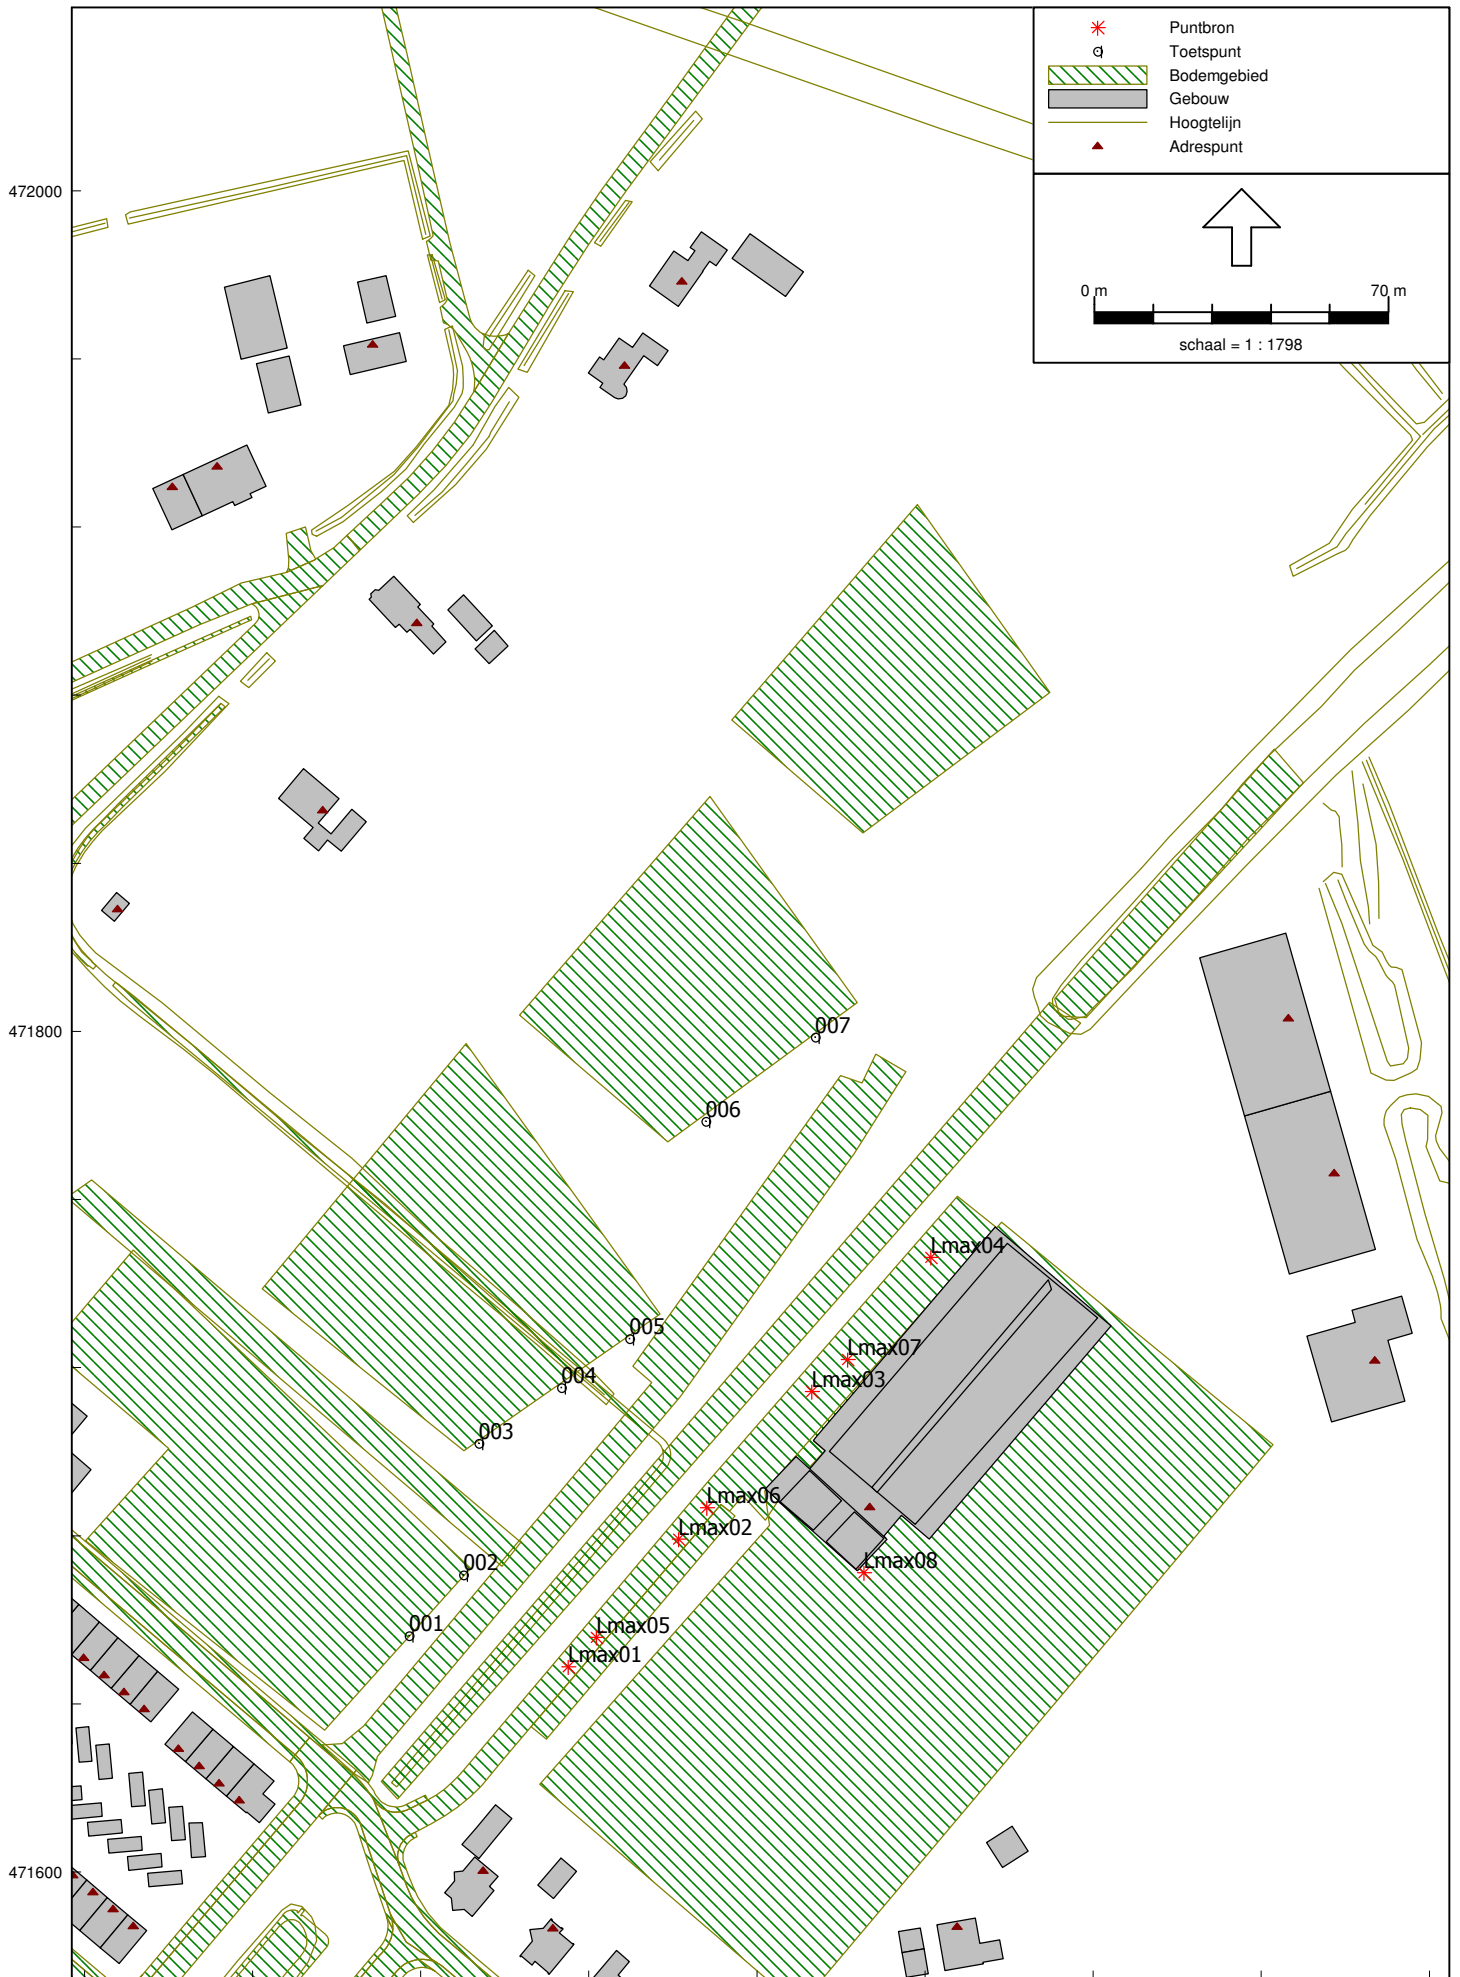 Puntbron
Toetspunt
Bodemgebied
Gebouw
Hoogtelijn
Adrespunt
0 m
70 m
schaal = 1 : 1798
472000
471800
007
006
Lmax04
005
Lmax07
004
Lmax03
003
Lmax06
Lmax02
Lmax08
002
001
Lmax05
Lmax01
471600